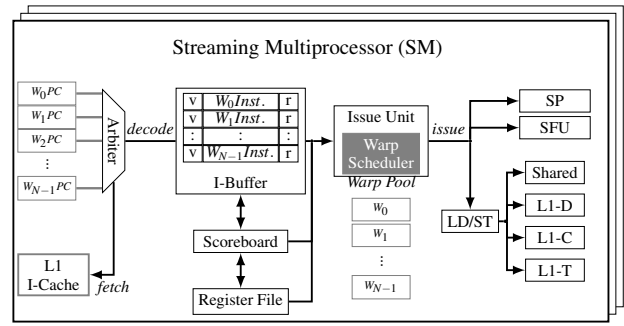 Streaming Multiprocessor (SM)
W0PC
W1PC
W2PC
⋮
WN−1PC
Arbiter
decode
fetch
L1
I-Cache
v W0Inst. r
v W1Inst. r
: : :
v WN−1Inst. r
I-Buffer
Scoreboard
Register File
Issue Unit
Warp
Scheduler
Warp Pool
W0
W1
⋮
WN−1
issue
SP
SFU
LD/ST
Shared
L1-D
L1-C
L1-T